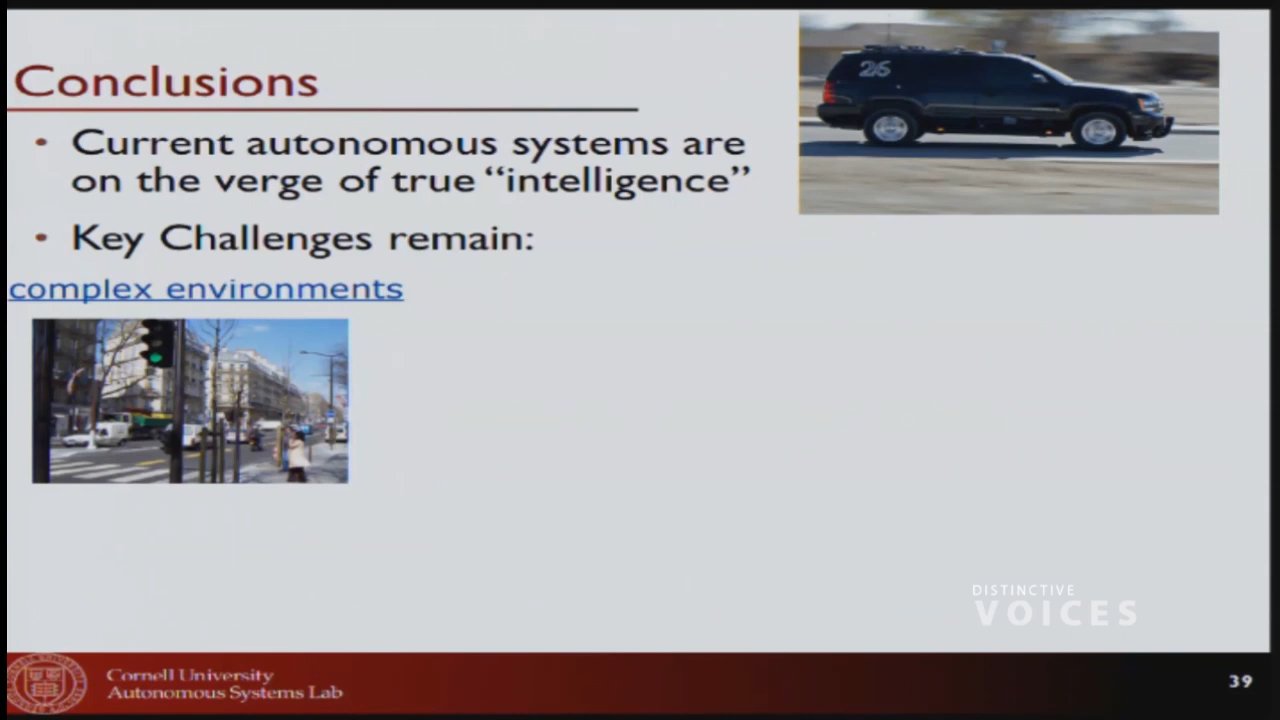 Conclusions
26
• Current autonomous systems are
on the verge of true “intelligence”
• Key Challenges remain:
complex environments
DISTINCTIVE
VOICES
Cornell University
Autonomous Systems Lab
39